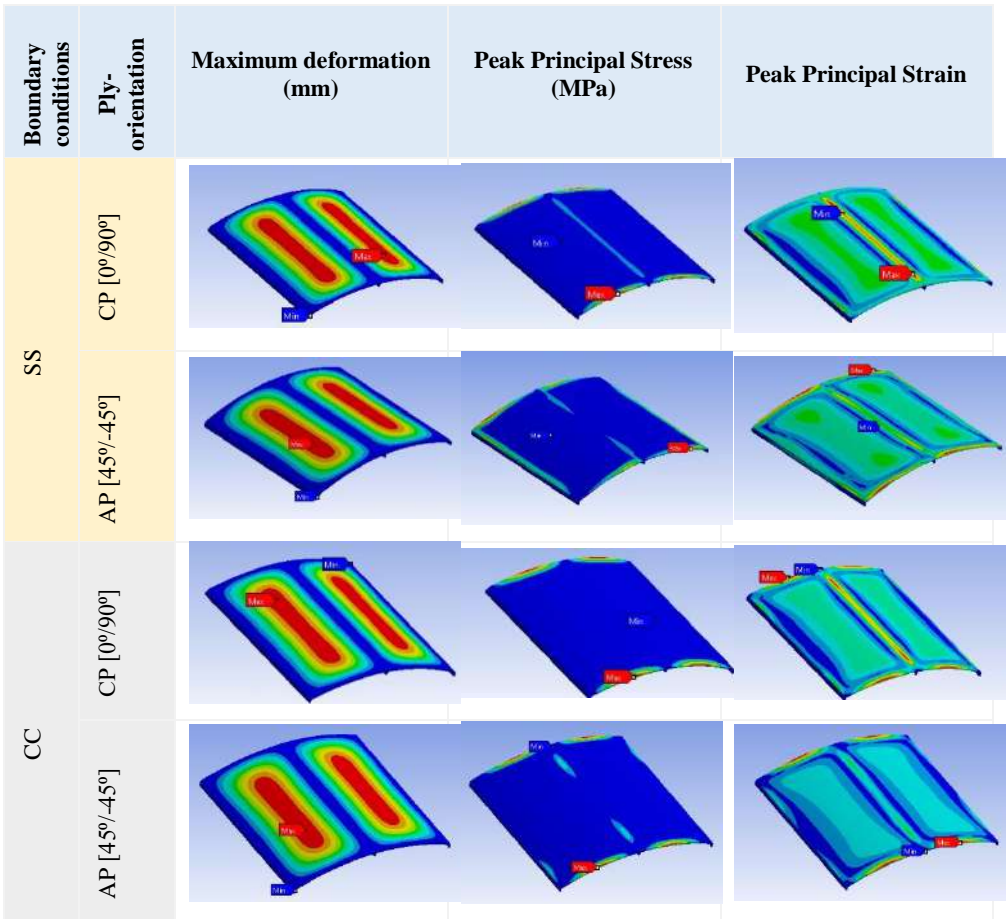 Boundary
conditions
Ply-
orientation
Maximum deformation
(mm)
Peak Principal Stress
(MPa)
Peak Principal Strain
SS
CP [0º/90º]
Max
Min
Min
Max
Min
Max
AP [45º/-45º]
Max
Min
Min
Max
Max
Min
CC
CP [0º/90º]
Min
Max
Min
Max
Max
Min
AP [45º/-45º]
Max
Min
Min
Max
Min
Max